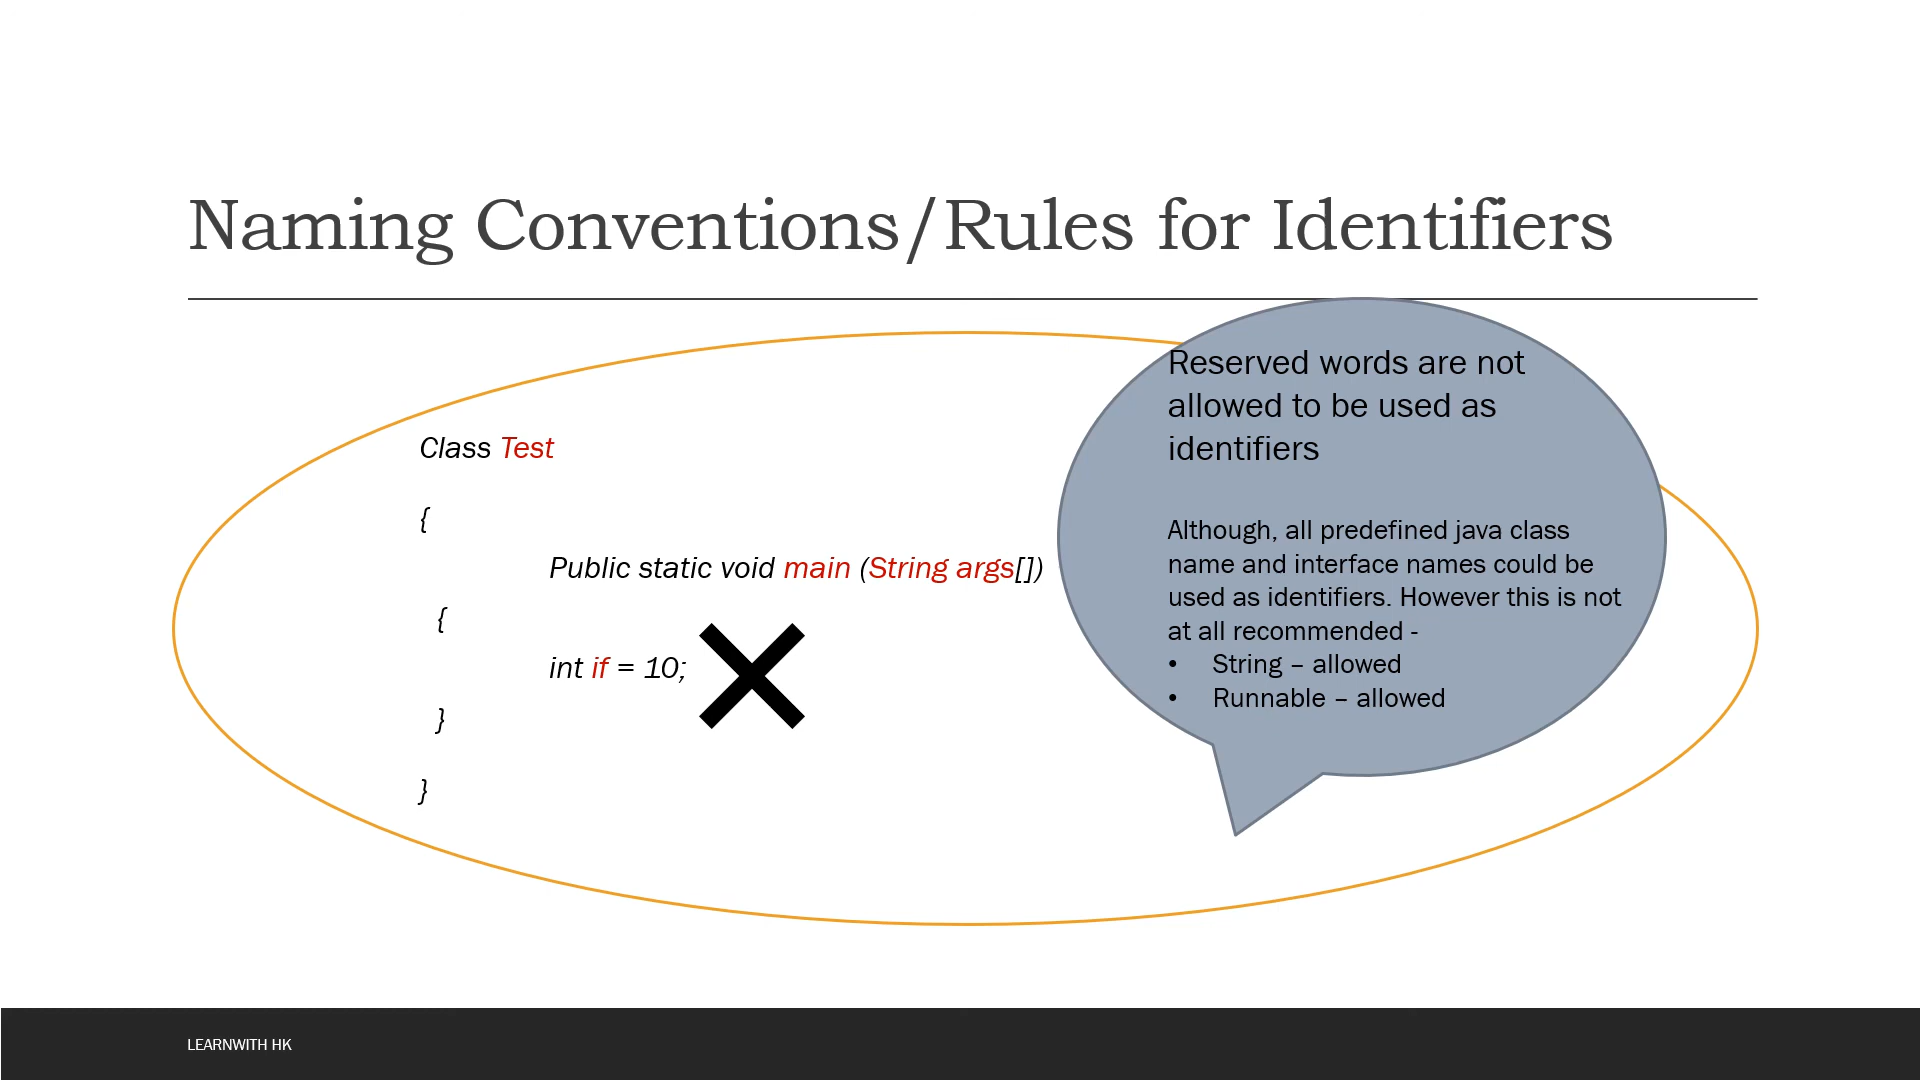 Naming Conventions/Rules for Identifiers
Class Test
{
Public static void main (String args[])
{
int if = 10;
}
}
Reserved words are not
allowed to be used as
identifiers
Although, all predefined java class
name and interface names could be
used as identifiers. However this is not
at all recommended -
• String – allowed
• Runnable – allowed
LEARNWITH HK